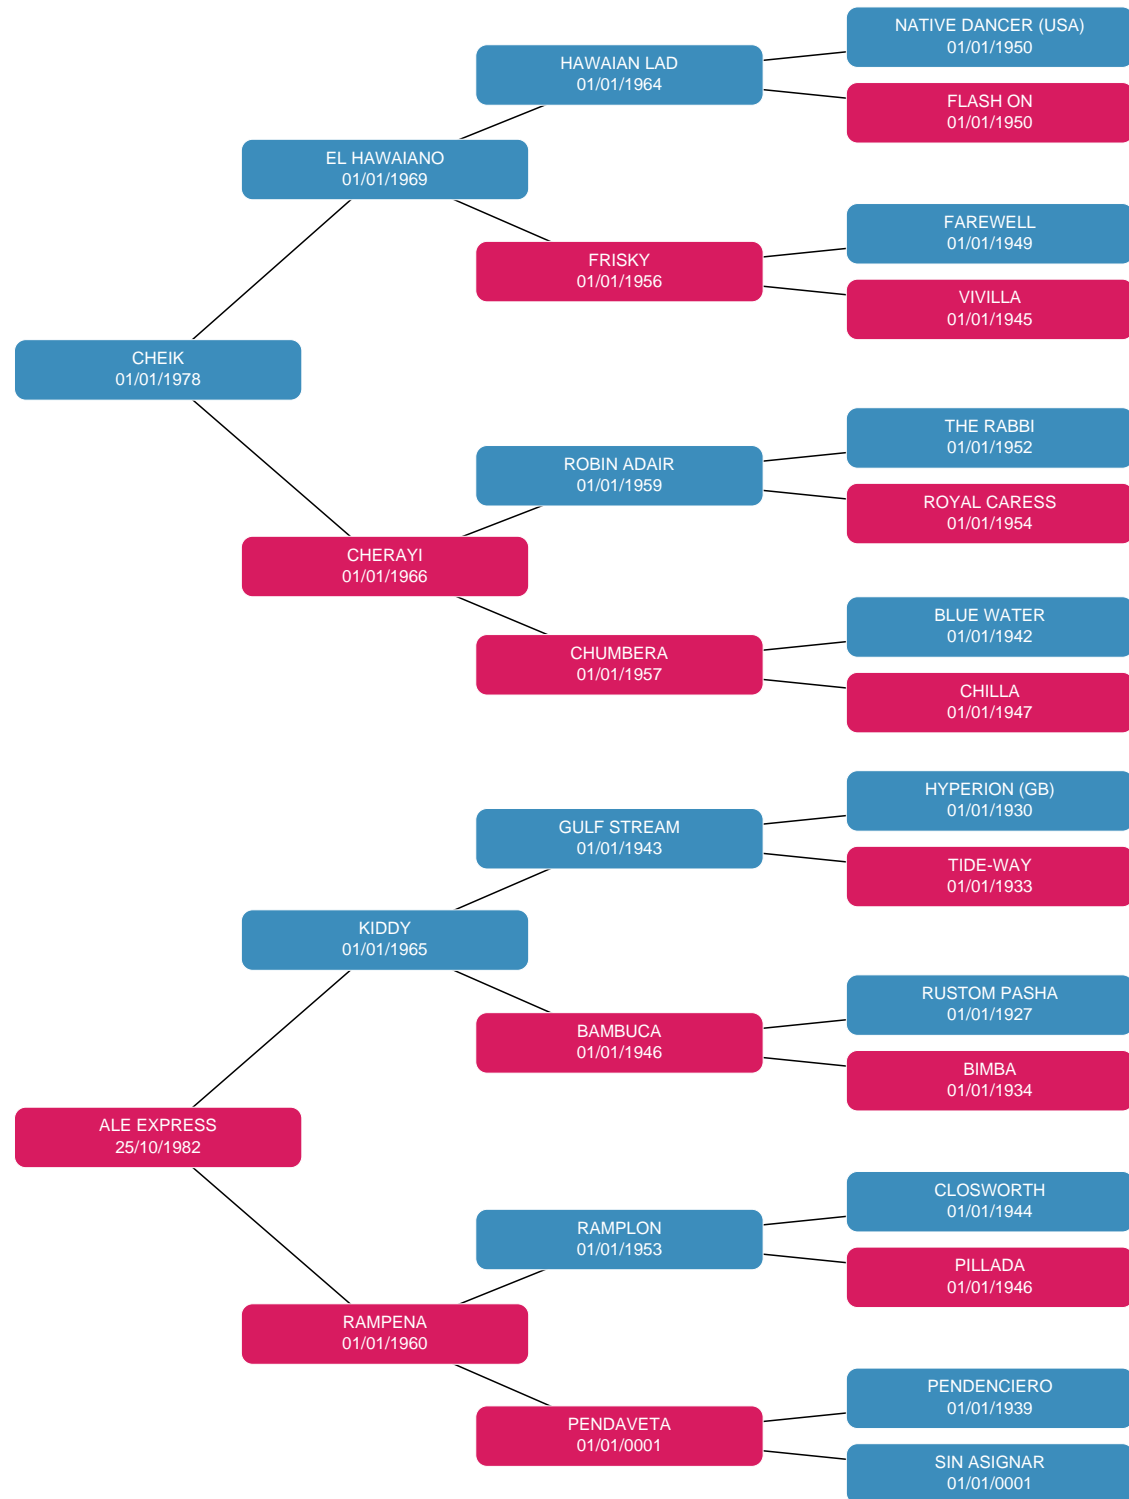 NATIVE DANCER (USA)
01/01/1950
HAWAIAN LAD
01/01/1964
FLASH ON
01/01/1950
EL HAWAIANO
01/01/1969
FAREWELL
01/01/1949
FRISKY
01/01/1956
VIVILLA
01/01/1945
CHEIK
01/01/1978
THE RABBI
01/01/1952
ROBIN ADAIR
01/01/1959
ROYAL CARESS
01/01/1954
CHERAYI
01/01/1966
BLUE WATER
01/01/1942
CHUMBERA
01/01/1957
CHILLA
01/01/1947
HYPERION (GB)
01/01/1930
GULF STREAM
01/01/1943
TIDE-WAY
01/01/1933
KIDDY
01/01/1965
RUSTOM PASHA
01/01/1927
BAMBUCA
01/01/1946
BIMBA
01/01/1934
ALE EXPRESS
25/10/1982
CLOSWORTH
01/01/1944
RAMPLON
01/01/1953
PILLADA
01/01/1946
RAMPENA
01/01/1960
PENDENCIERO
01/01/1939
PENDAVETA
01/01/0001
SIN ASIGNAR
01/01/0001